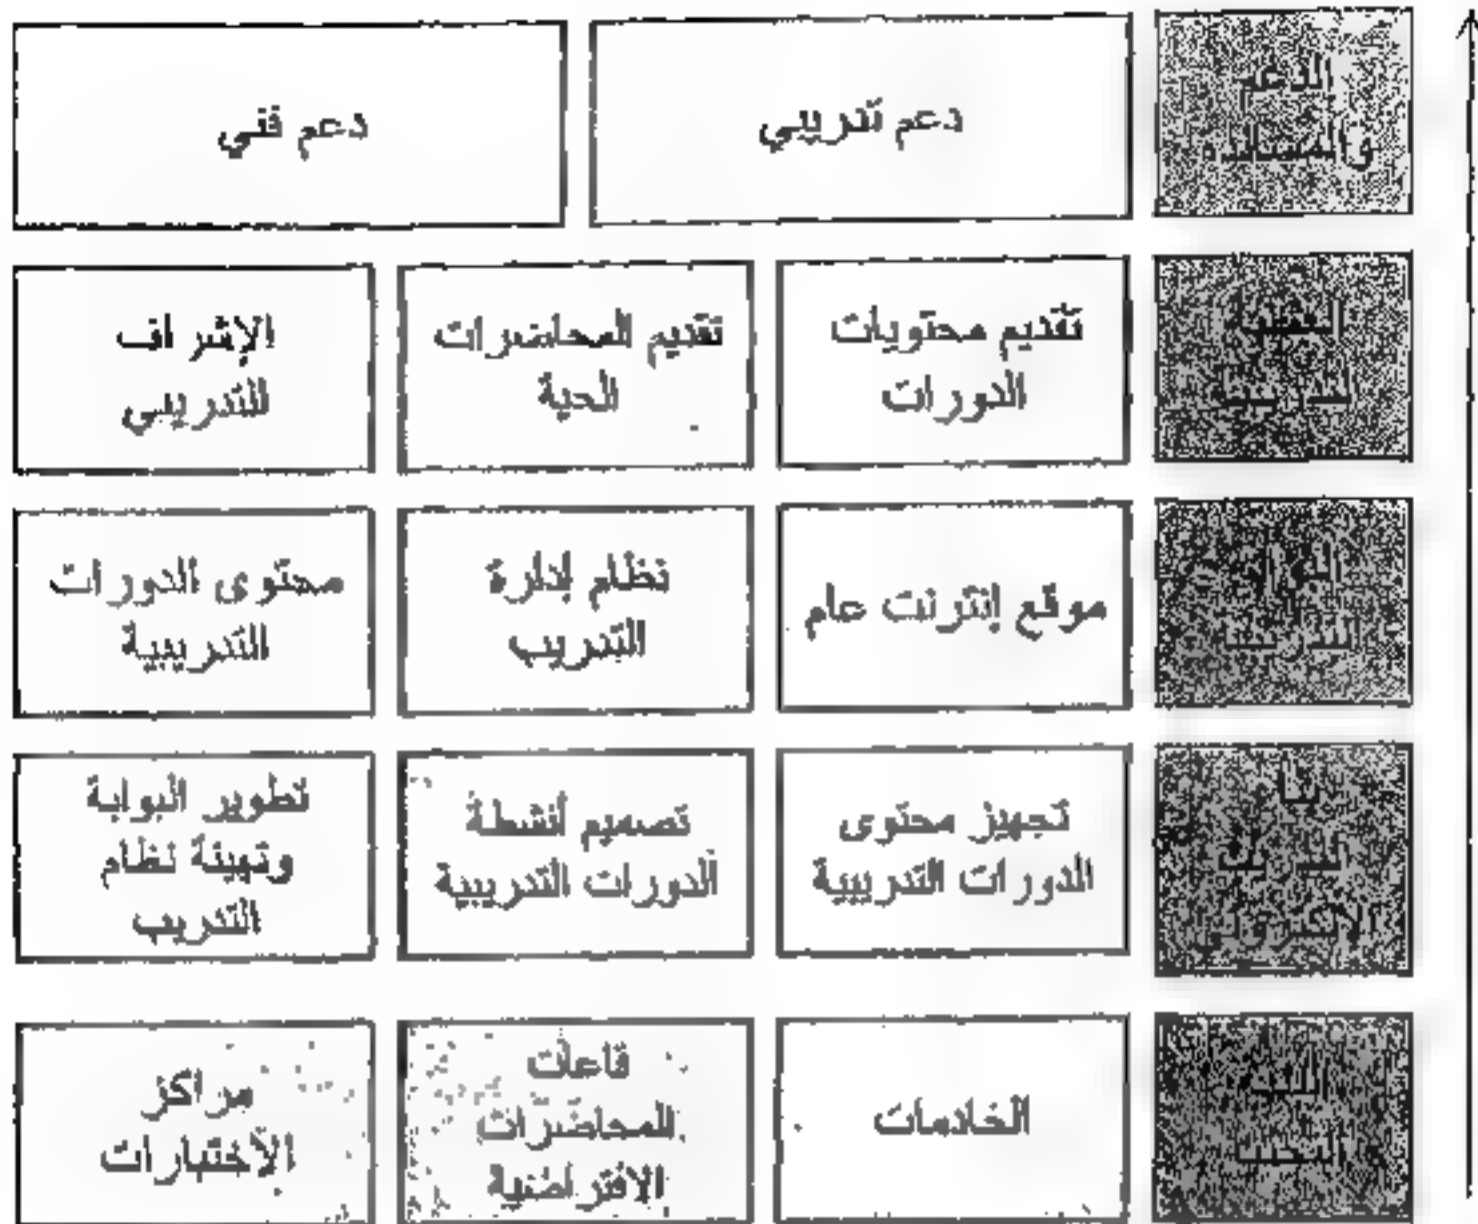 الدعم
والمساندة
دعم تدريبي
دعم فني
تقديم محتويات
الدورات
تقديم المحاضرات
الحية
الإشراف
التدريبي
موقع إنترنت عام
نظام إدارة
التدريب
محتوى الدورات
التدريبية
تجهيز محتوى
الدورات التدريبية
تصميم أنشطة
الدورات التدريبية
تطوير البوابة
وتهيئة نظام
التدريب
الخادمات
قاعات
المحاضرات
الافتراضية
مراكز
الاختبارات